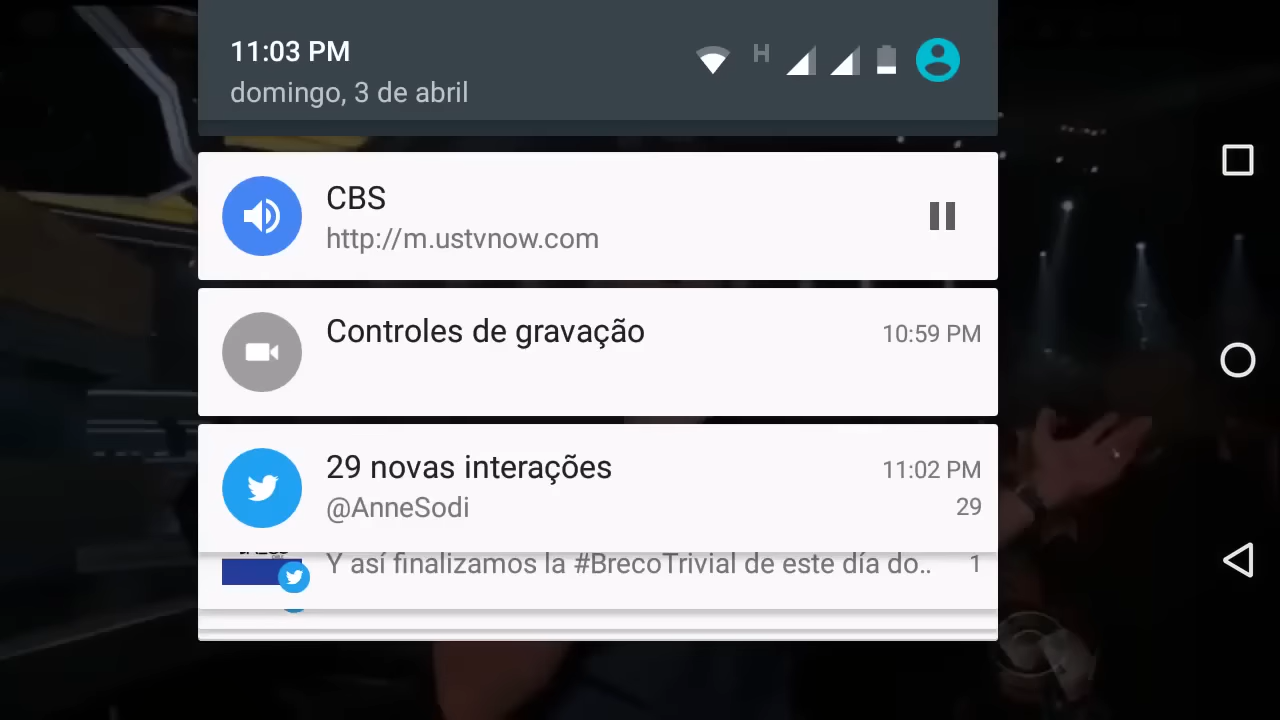 11:03 PM
H
domingo, 3 de abril
CBS
http://m.ustvnow.com
Controles de gravação
10:59 PM
29 novas interações
11:02 PM
@AnneSodi
29
Y así finalizamos la #BrecoTrivial de este día do..
1